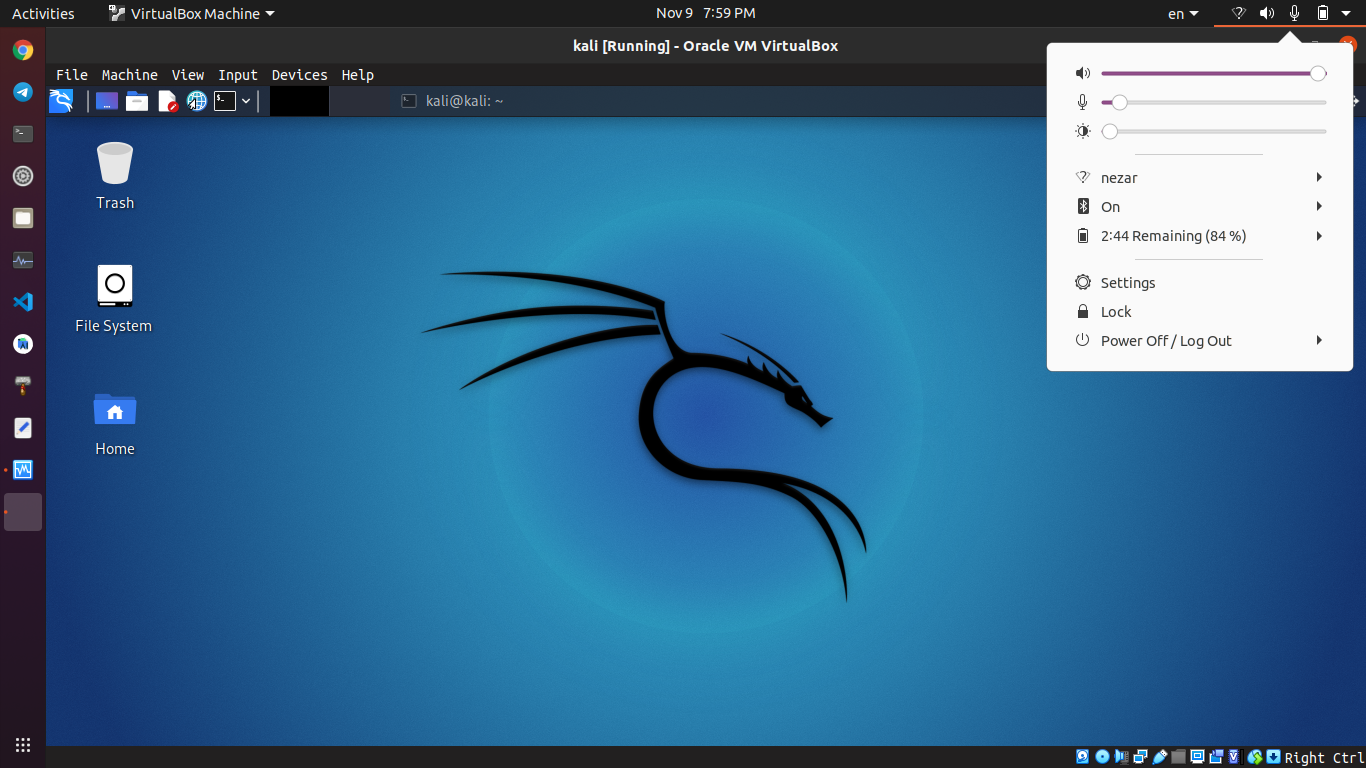 Activities VirtualBox Machine Nov 9 7:59 PM en
kali [Running] - Oracle VM VirtualBox
File Machine View Input Devices Help
kali@kali: ~
Trash
File System
Home
nezar
On
2:44 Remaining (84 %)
Settings
Lock
Power Off / Log Out
Right Ctrl